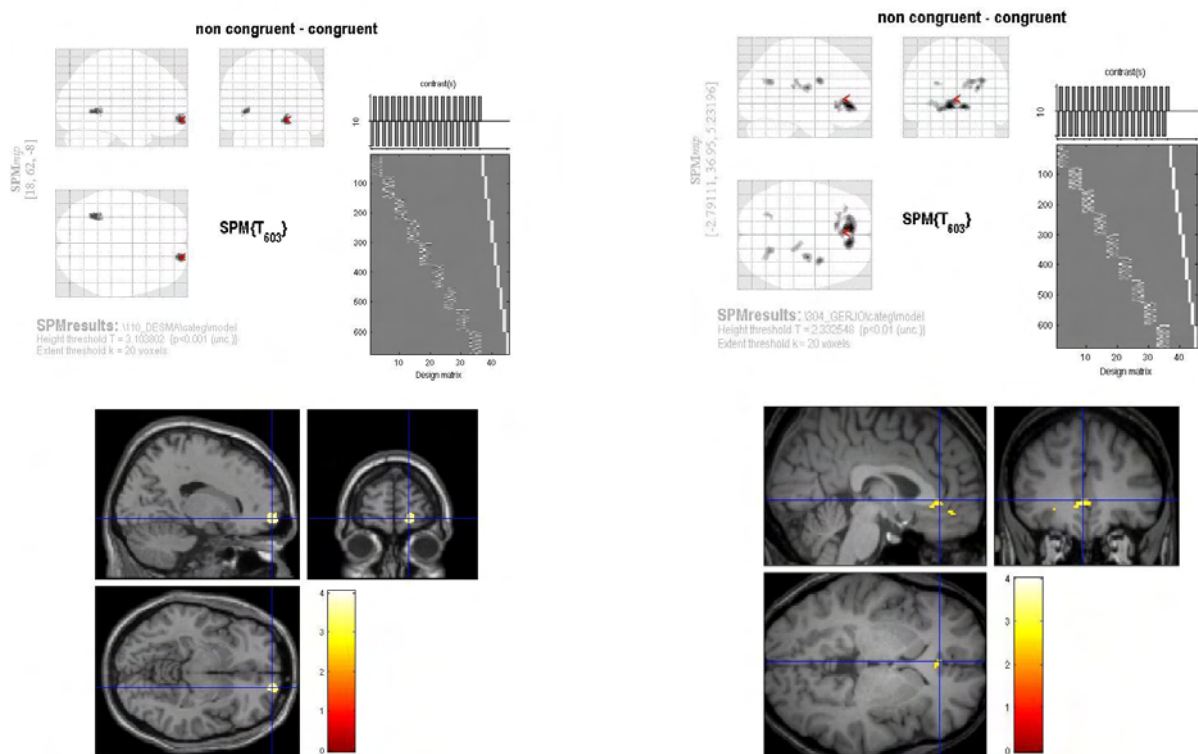 non congruent - congruent
SPMmip
[18, 62, -8]
contrast(s)
10
SPM{T603}
100
200
300
400
500
600
10 20 30 40
Design matrix
SPMresults: .\110_DESMA\categ\model
Height threshold T = 3.103802 {p<0.001 (unc.)}
Extent threshold k = 20 voxels
4
3
2
1
0
non congruent - congruent
SPMmip
[-2.79111, 36.95, 5.23196]
contrast(s)
10
SPM{T603}
100
200
300
400
500
600
10 20 30 40
Design matrix
SPMresults: .\304_GERJO\categ\model
Height threshold T = 2.332548 {p<0.01 (unc.)}
Extent threshold k = 20 voxels
4
3
2
1
0